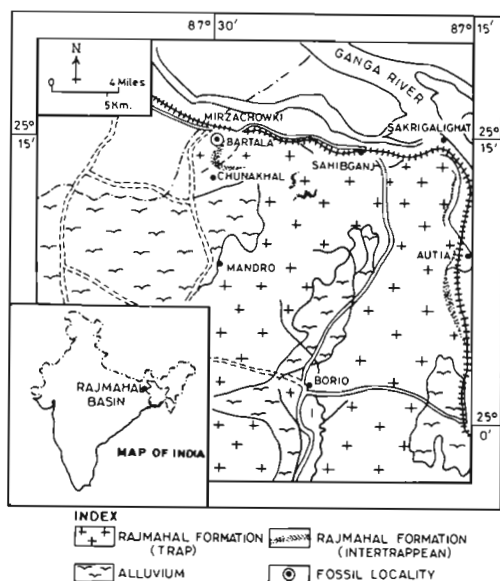 87° 30'
87° 15'
N
0 4 Miles
5 Km.
GANGA RIVER
MIRZACHOWKI
SAKRIGALIGHAT
25°
15'
BARTALA
25°
15'
SAHIBGANJ
CHUNAKHAL
MANDRO
AUTIA
RAJMAHAL
BASIN
BORIO
MAP OF INDIA
25°
0'
INDEX
RAJMAHAL FORMATION
(TRAP)
RAJMAHAL FORMATION
(INTERTRAPPEAN)
ALLUVIUM
FOSSIL LOCALITY